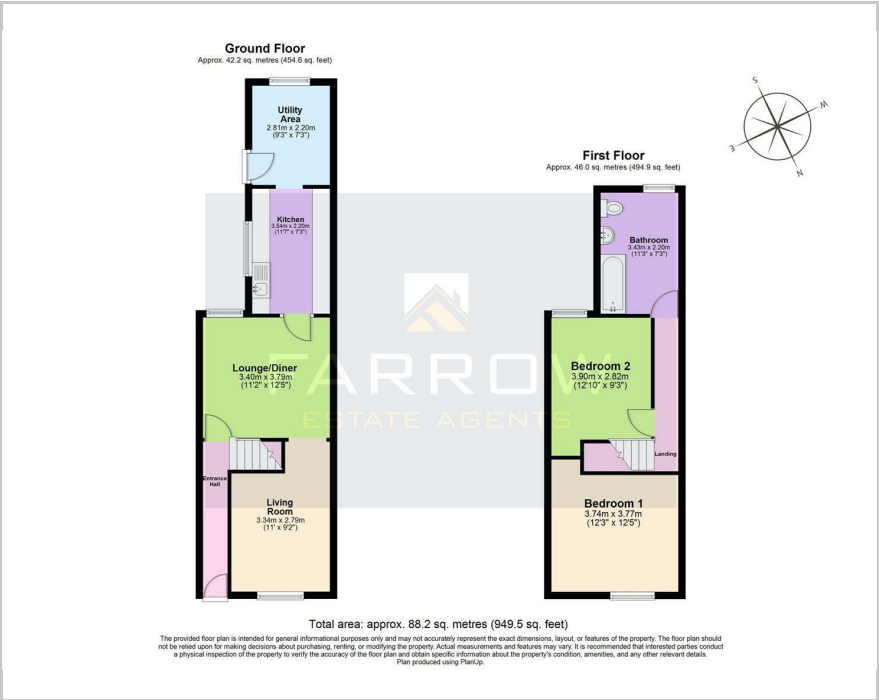 Ground Floor
Approx. 42.2 sq. metres (454.6 sq. feet)
Utility
Area
2.81m x 2.20m
(9'3" x 7'3")
Kitchen
3.54m x 2.20m
(11'7" x 7'3")
Lounge/Diner
3.40m x 3.79m
(11'2" x 12'5")
Entrance
Hall
Living
Room
3.34m x 2.79m
(11' x 9'2")
S
W
E
N
First Floor
Approx. 46.0 sq. metres (494.9 sq. feet)
Bathroom
3.43m x 2.20m
(11'3" x 7'3")
Bedroom 2
3.90m x 2.82m
(12'10" x 9'3")
Landing
Bedroom 1
3.74m x 3.77m
(12'3" x 12'5")
FARROW
ESTATE AGENTS
Total area: approx. 88.2 sq. metres (949.5 sq. feet)
The provided floor plan is intended for general informational purposes only and may not accurately represent the exact dimensions, layout, or features of the property. The floor plan should
not be relied upon for making decisions about purchasing, renting, or modifying the property. Actual measurements and features may vary. It is recommended that interested parties conduct
a physical inspection of the property to verify the accuracy of the floor plan and obtain specific information about the property's condition, amenities, and any other relevant details.
Plan produced using PlanUp.